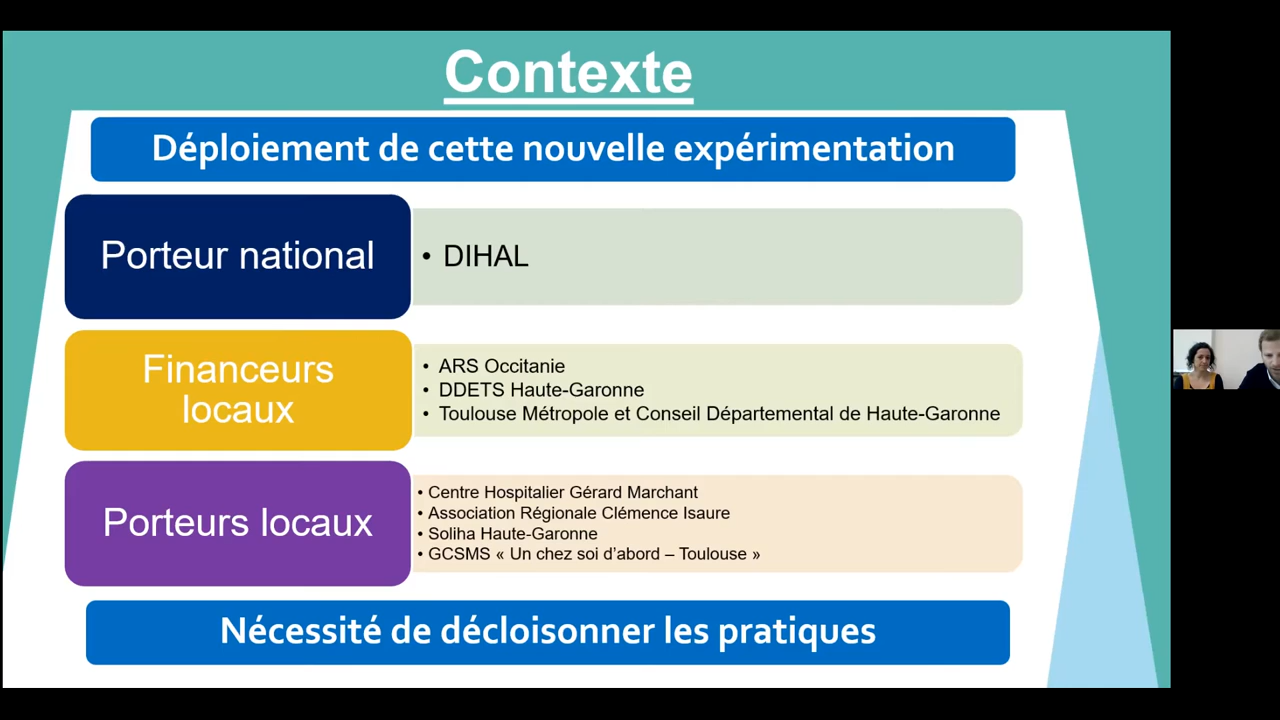 Contexte
Déploiement de cette nouvelle expérimentation
Porteur national
• DIHAL
Financeurs
locaux
• ARS Occitanie
• DDETS Haute-Garonne
• Toulouse Métropole et Conseil Départemental de Haute-Garonne
Porteurs locaux
• Centre Hospitalier Gérard Marchant
• Association Régionale Clémence Isaure
• Soliha Haute-Garonne
• GCSMS « Un chez soi d’abord – Toulouse »
Nécessité de décloisonner les pratiques